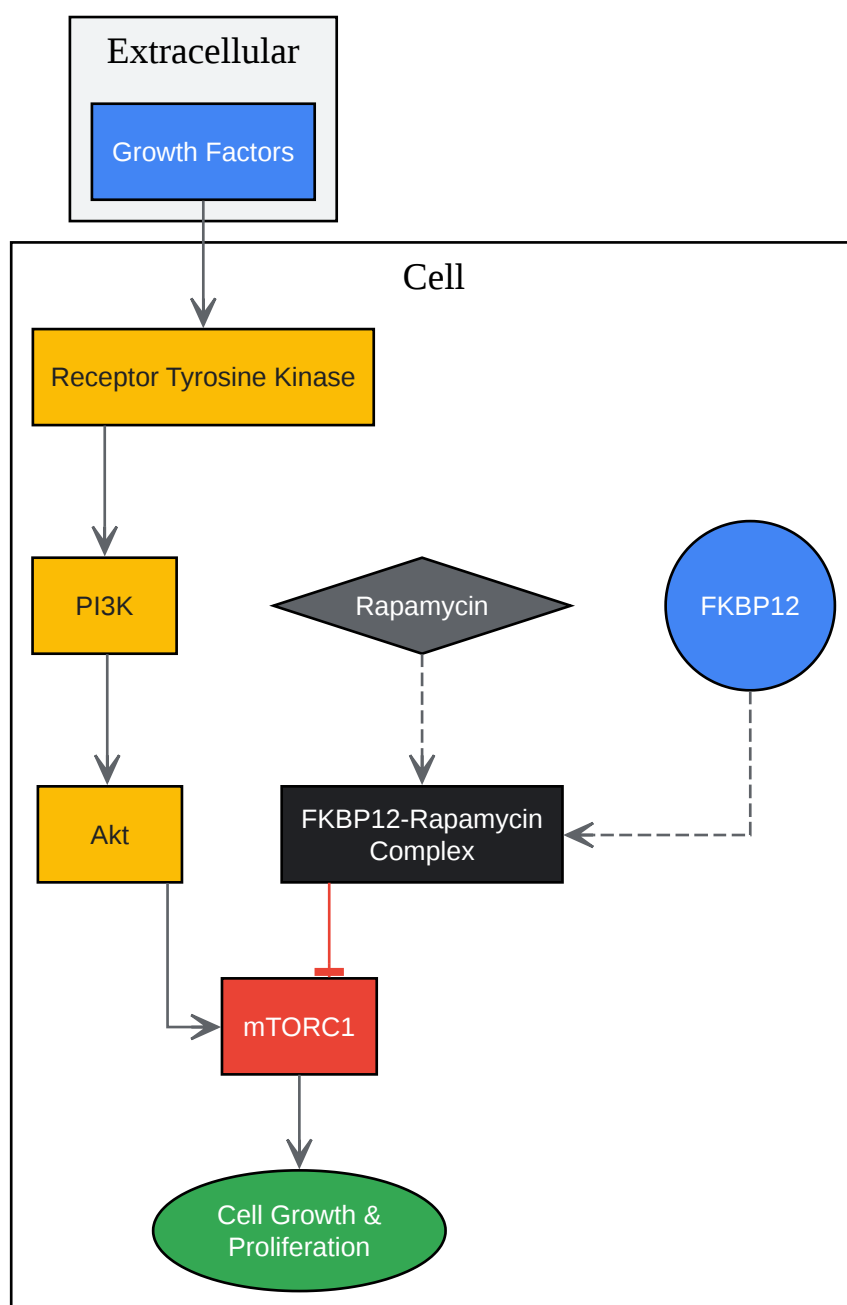 Extracellular
Growth Factors
Cell
Receptor Tyrosine Kinase
PI3K
Rapamycin
FKBP12
Akt
FKBP12-Rapamycin
Complex
mTORC1
Cell Growth &
Proliferation